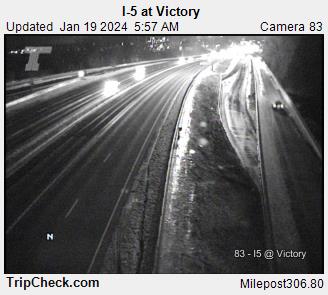 I-5 at Victory
Updated Jan 19 2024 5:57 AM Camera 83
T
N
83 - I5 @ Victory
TripCheck.com Milepost306.80